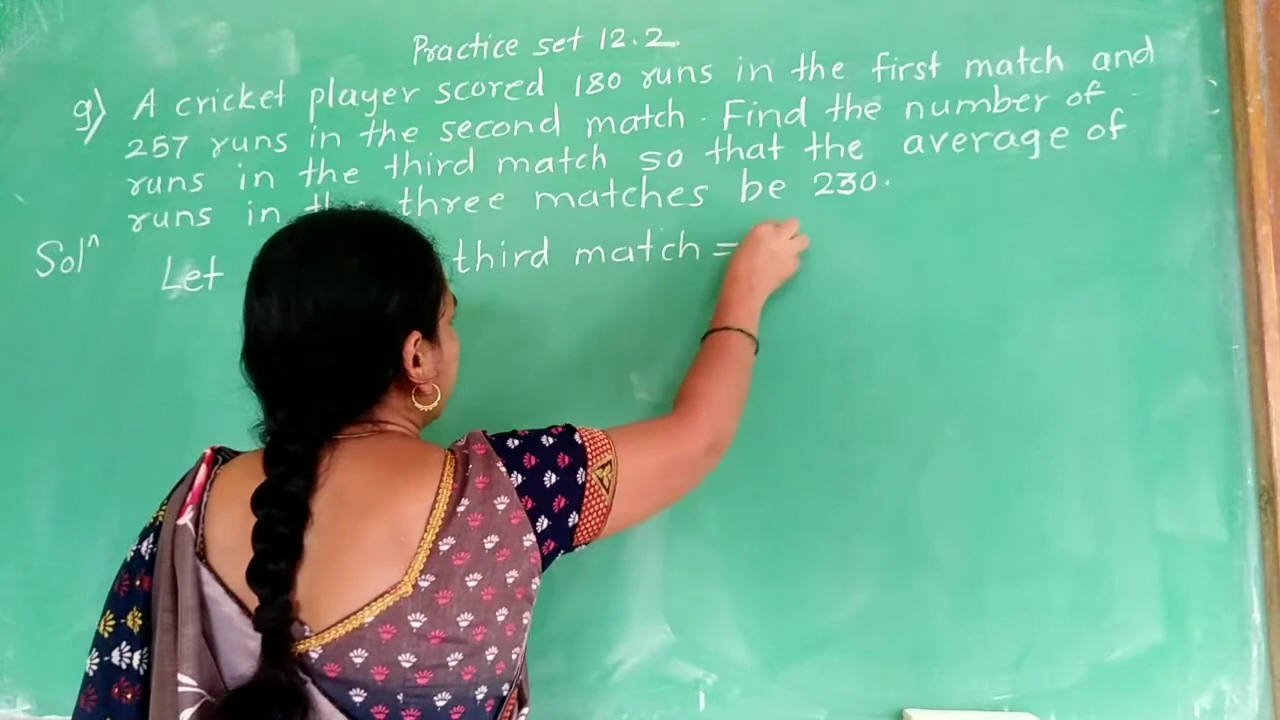 Practice set 12.2.
9) A cricket player scored 180 runs in the first match and
257 runs in the second match. Find the number of
runs in the third match so that the average of
runs in three matches be 230.
Solⁿ Let third match =